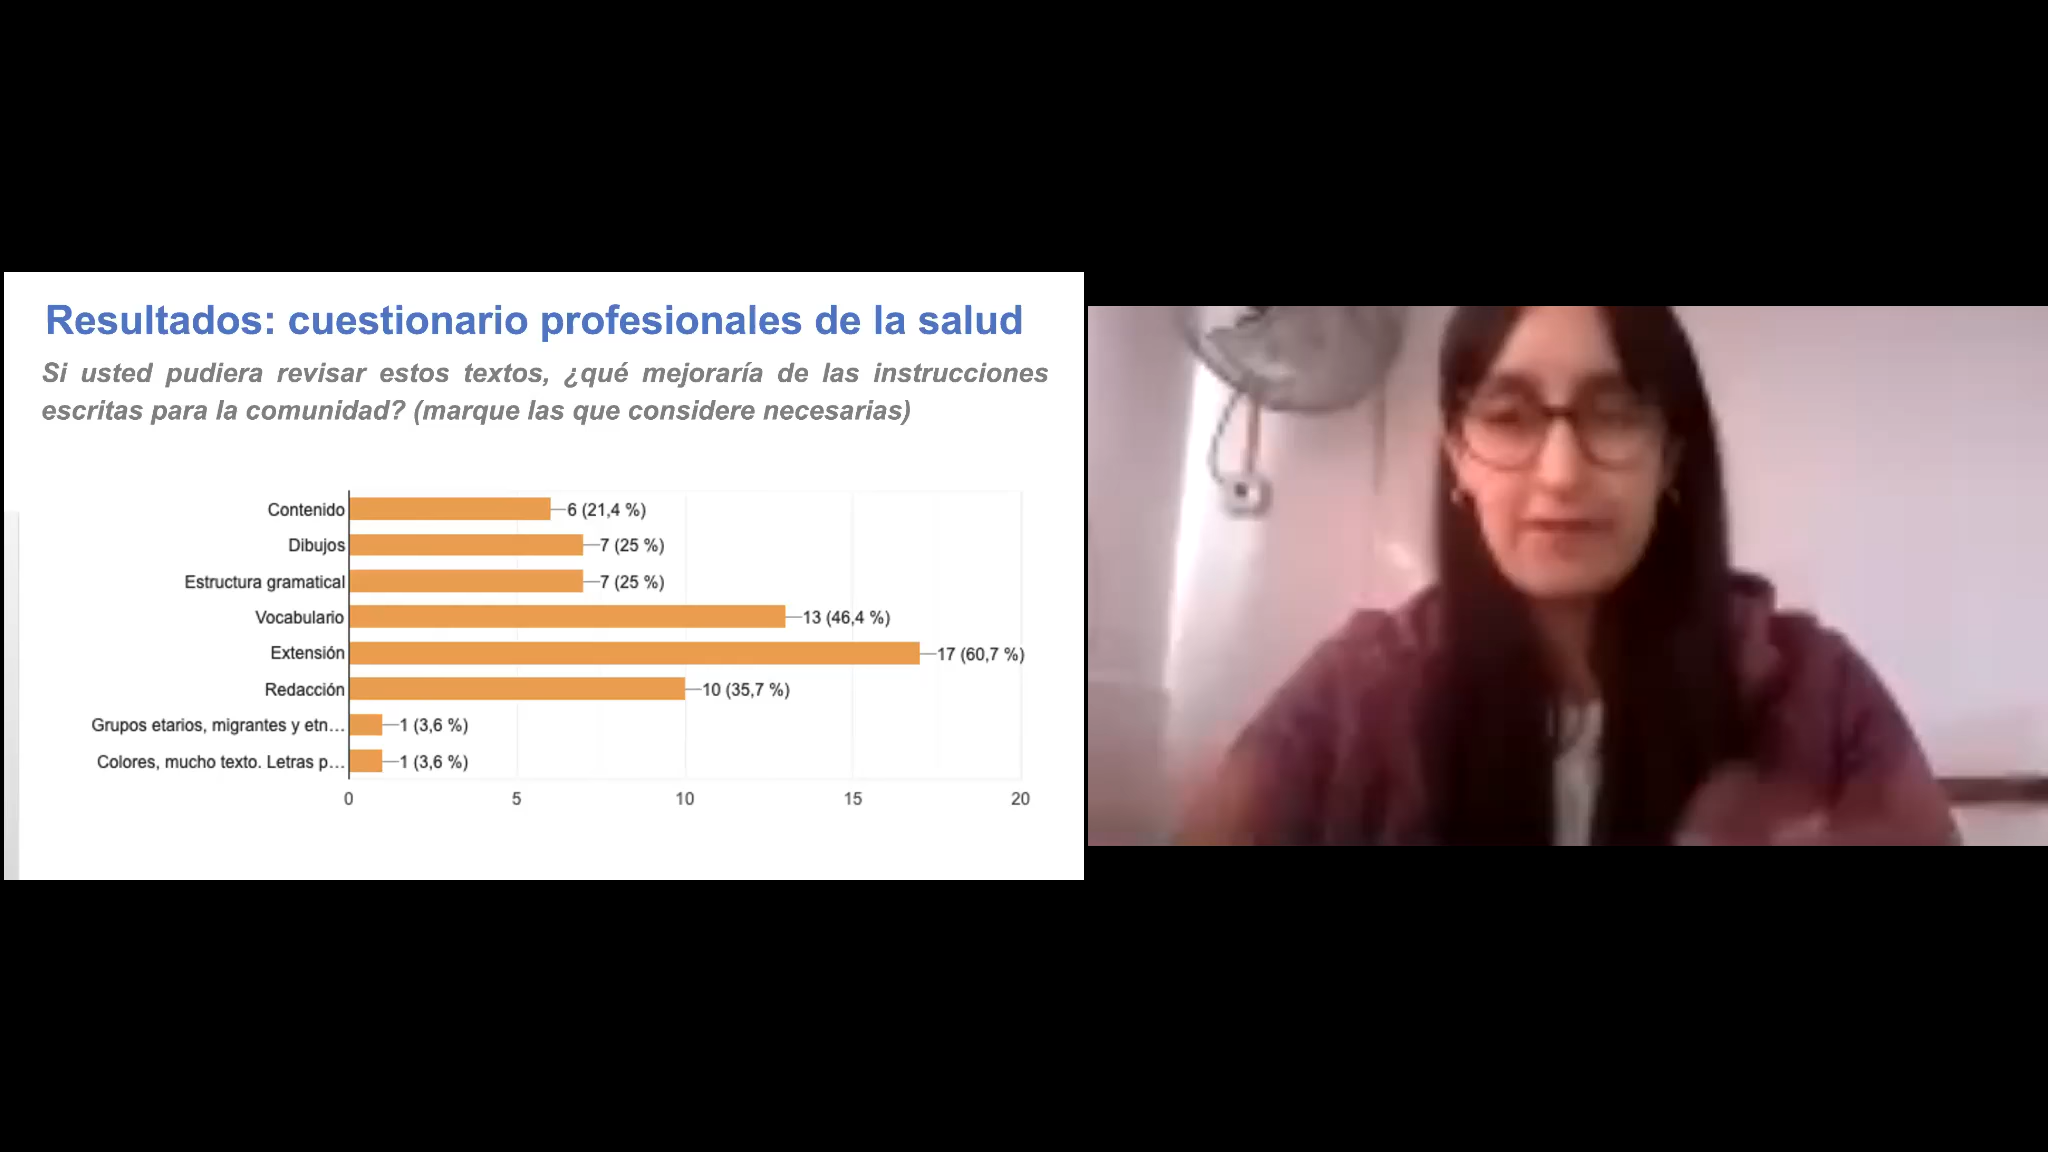 Resultados: cuestionario profesionales de la salud
Si usted pudiera revisar estos textos, ¿qué mejoraría de las instrucciones
escritas para la comunidad? (marque las que considere necesarias)
Contenido 6 (21,4 %)
Dibujos 7 (25 %)
Estructura gramatical 7 (25 %)
Vocabulario 13 (46,4 %)
Extensión 17 (60,7 %)
Redacción 10 (35,7 %)
Grupos etarios, migrantes y etn... 1 (3,6 %)
Colores, mucho texto. Letras p... 1 (3,6 %)
0 5 10 15 20